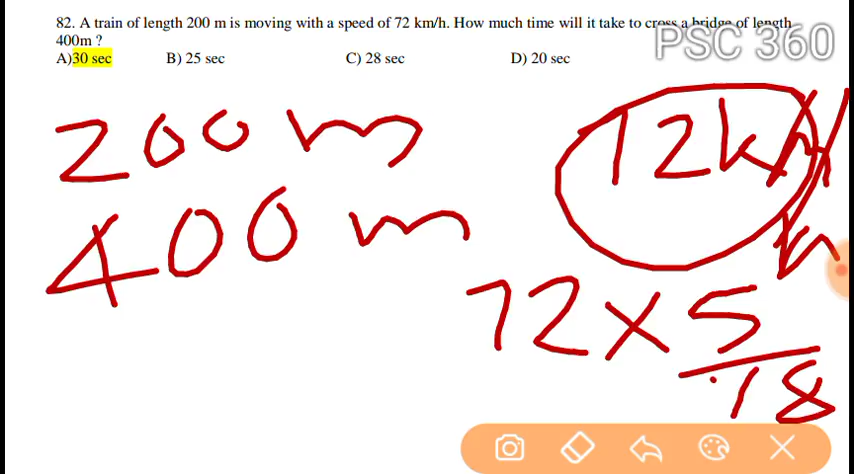 82. A train of length 200 m is moving with a speed of 72 km/h. How much time will it take to cross a bridge of length
400m ?
PSC 360
A)30 sec B) 25 sec C) 28 sec D) 20 sec
200 m 72km/h
400 m
72 × 5/18